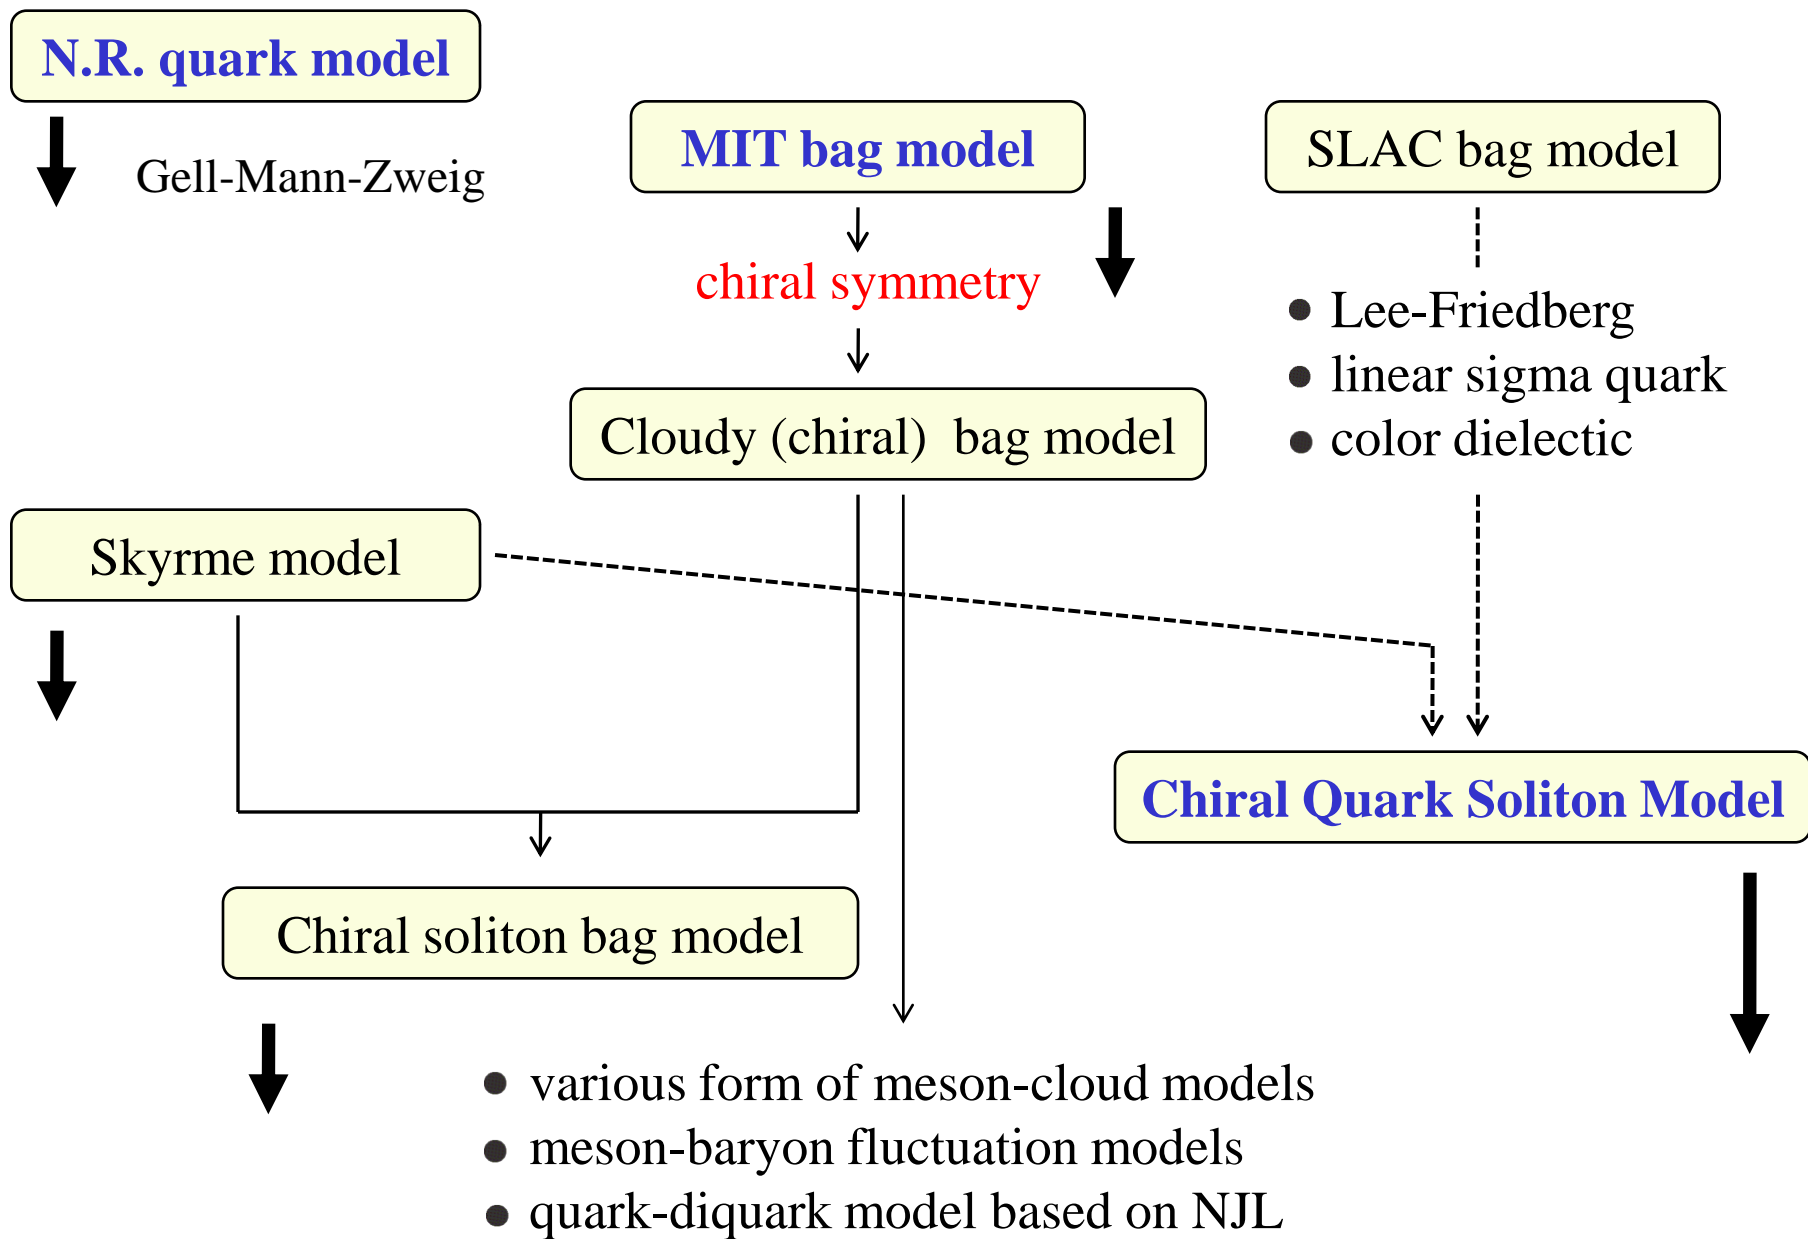 N.R. quark model
Gell-Mann-Zweig
MIT bag model
SLAC bag model
chiral symmetry
● Lee-Friedberg
● linear sigma quark
● color dielectic
Cloudy (chiral) bag model
Skyrme model
Chiral Quark Soliton Model
Chiral soliton bag model
● various form of meson-cloud models
● meson-baryon fluctuation models
● quark-diquark model based on NJL